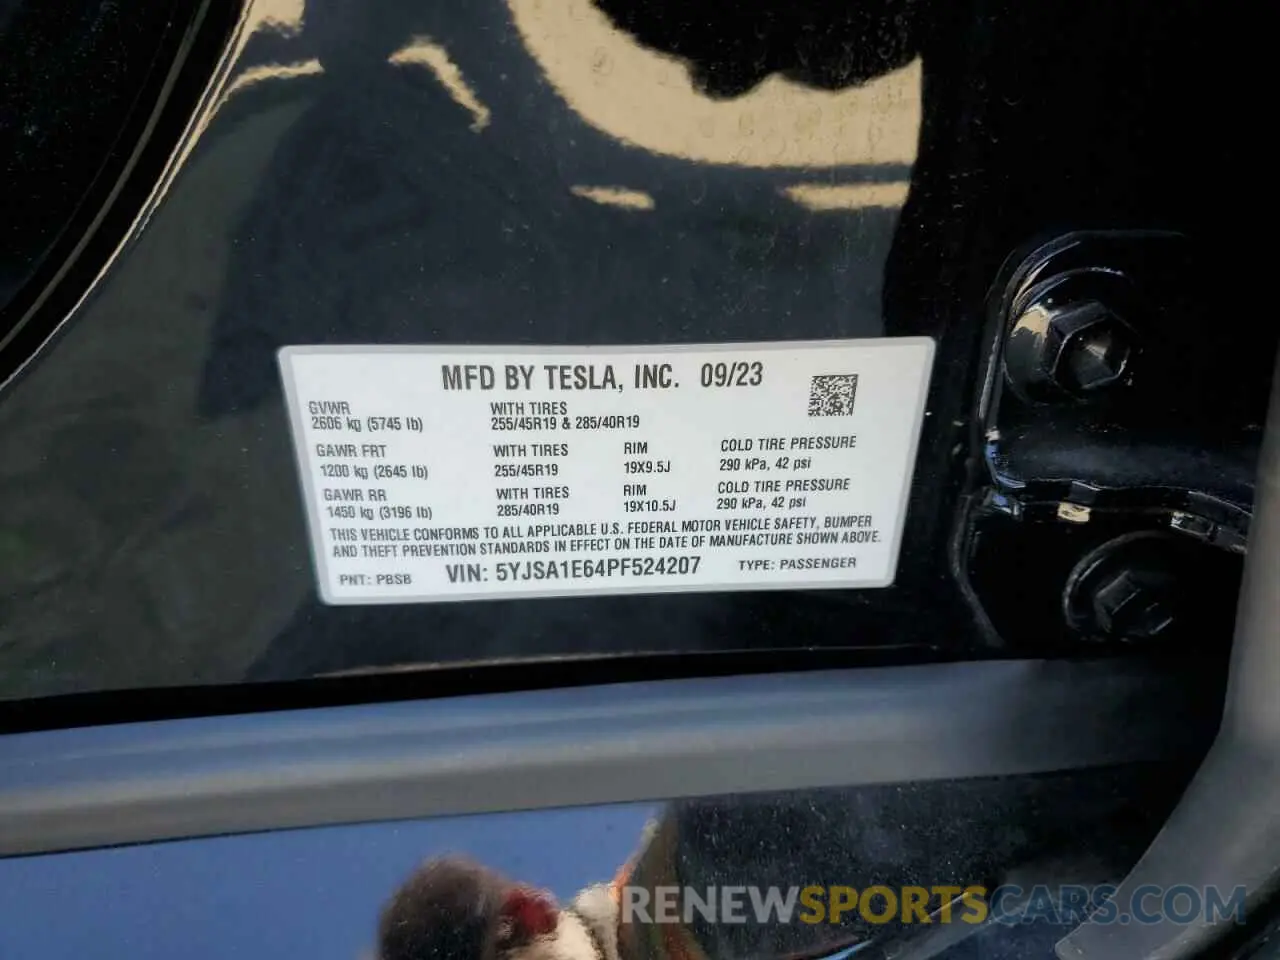 MFD BY TESLA, INC. 09/23
GVWR
2606 kg (5745 lb)
WITH TIRES
255/45R19 & 285/40R19
GAWR FRT
1200 kg (2645 lb)
WITH TIRES
255/45R19
RIM
19X9.5J
COLD TIRE PRESSURE
290 kPa, 42 psi
GAWR RR
1450 kg (3196 lb)
WITH TIRES
285/40R19
RIM
19X10.5J
COLD TIRE PRESSURE
290 kPa, 42 psi
THIS VEHICLE CONFORMS TO ALL APPLICABLE U.S. FEDERAL MOTOR VEHICLE SAFETY, BUMPER
AND THEFT PREVENTION STANDARDS IN EFFECT ON THE DATE OF MANUFACTURE SHOWN ABOVE.
PNT: PBSB VIN: 5YJSA1E64PF524207 TYPE: PASSENGER
RENEWSPORTSCARS.COM